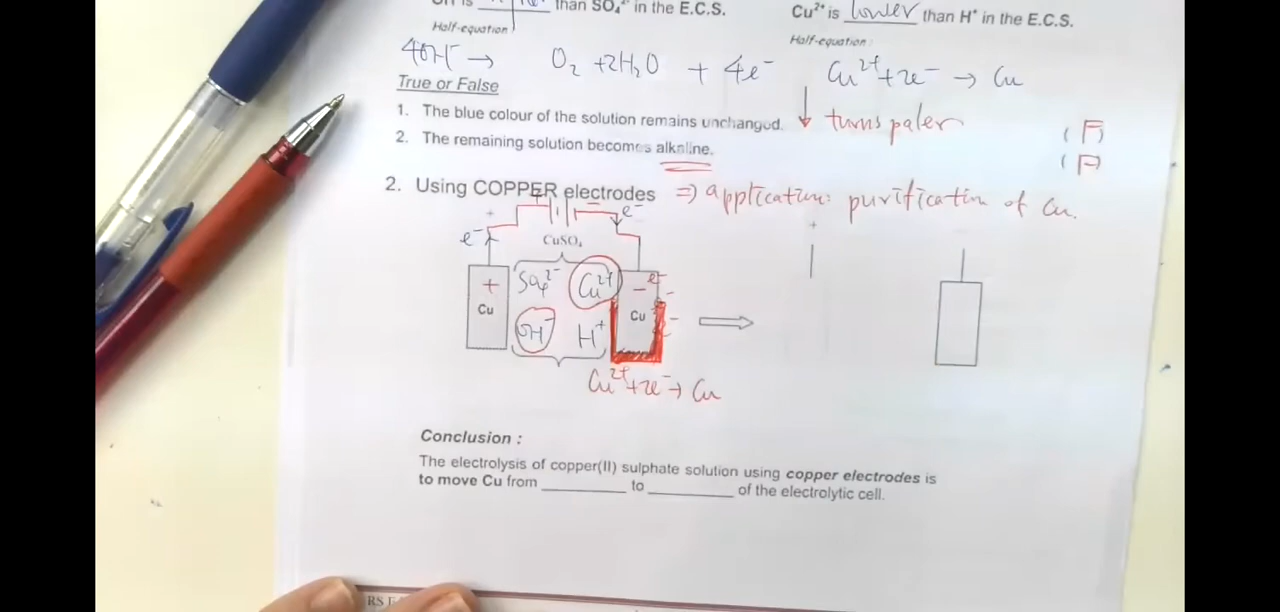 is ______ than SO₄²⁻ in the E.C.S.
Cu²⁺ is lower than H⁺ in the E.C.S.
Half-equation
Half-equation :
4OH⁻ → O₂ + 2H₂O + 4e⁻
Cu²⁺ + 2e⁻ → Cu
True or False
1. The blue colour of the solution remains unchanged. ↓ turns paler (F)
2. The remaining solution becomes alkaline. (F)
2. Using COPPER electrodes ⇒ application: purification of Cu.
+ − e⁻
e⁻ CuSO₄ +
+ SO₄²⁻ Cu²⁺ − e⁻
Cu OH⁻ H⁺ Cu
Cu²⁺ + 2e⁻ → Cu
Conclusion :
The electrolysis of copper(II) sulphate solution using copper electrodes is
to move Cu from ______ to ______ of the electrolytic cell.